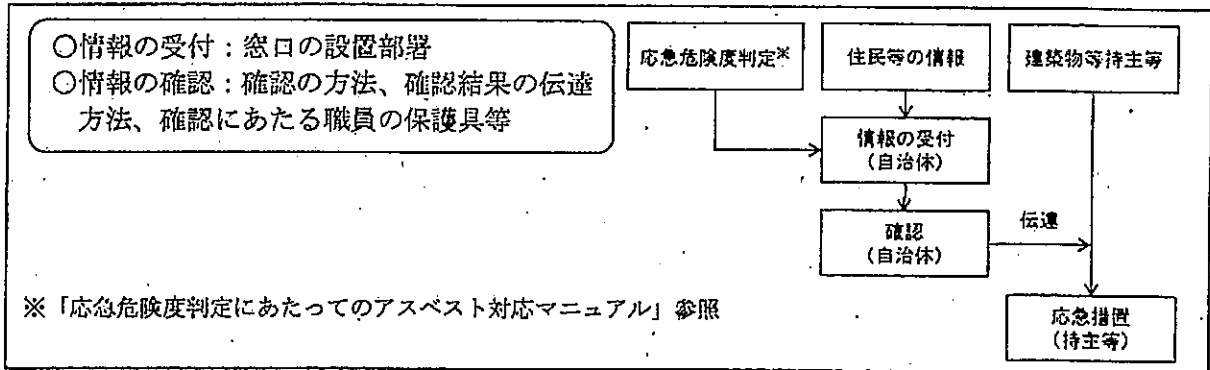 ○情報の受付：窓口の設置部署
○情報の確認：確認の方法、確認結果の伝達
方法、確認にあたる職員の保護具等
応急危険度判定※
住民等の情報
建築物等持主等
情報の受付
(自治体)
確認
(自治体)
伝達
応急措置
(持主等)
※「応急危険度判定にあたってのアスベスト対応マニュアル」参照